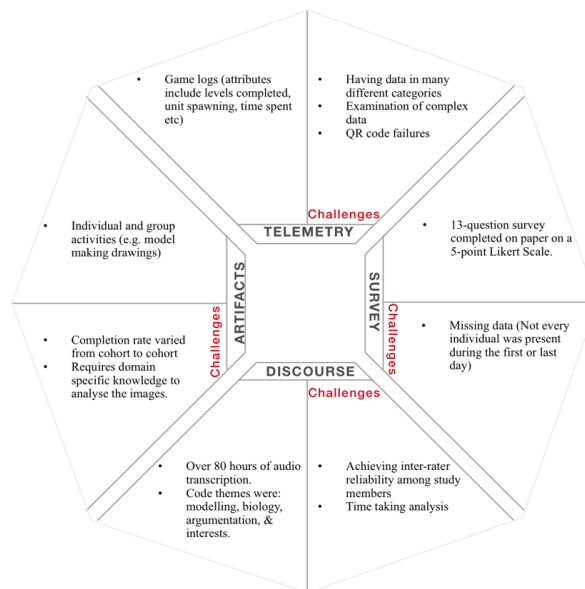 • Game logs (attributes
include levels completed,
unit spawning, time spent
etc)
• Having data in many
different categories
• Examination of complex
data
• QR code failures
Challenges
TELEMETRY
• Individual and group
activities (e.g. model
making drawings)
ARTIFACTS
Challenges
• Completion rate varied
from cohort to cohort
• Requires domain
specific knowledge to
analyse the images.
• 13-question survey
completed on paper on a
5-point Likert Scale.
SURVEY
Challenges
• Missing data (Not every
individual was present
during the first or last
day)
DISCOURSE
Challenges
• Over 80 hours of audio
transcription.
• Code themes were:
modelling, biology,
argumentation, &
interests.
• Achieving inter-rater
reliability among study
members
• Time taking analysis